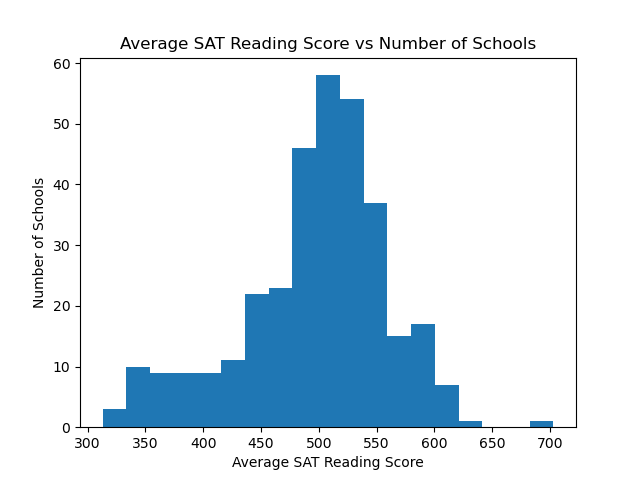 Average SAT Reading Score vs Number of Schools
60
50
40
30
20
10
0
Number of Schools
300 350 400 450 500 550 600 650 700
Average SAT Reading Score